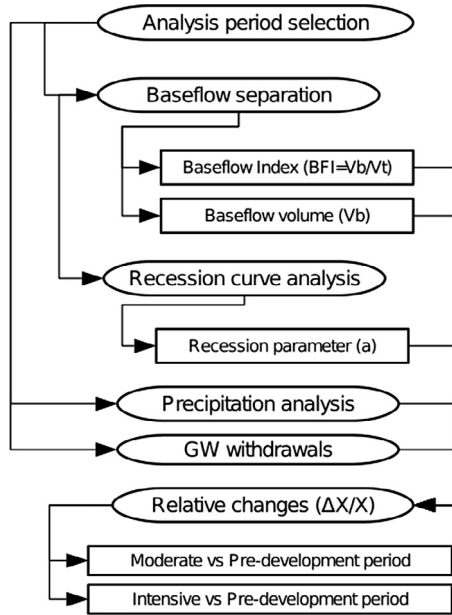 Analysis period selection
Baseflow separation
Baseflow Index (BFI=Vb/Vt)
Baseflow volume (Vb)
Recession curve analysis
Recession parameter (a)
Precipitation analysis
GW withdrawals
Relative changes (ΔX/X)
Moderate vs Pre-development period
Intensive vs Pre-development period